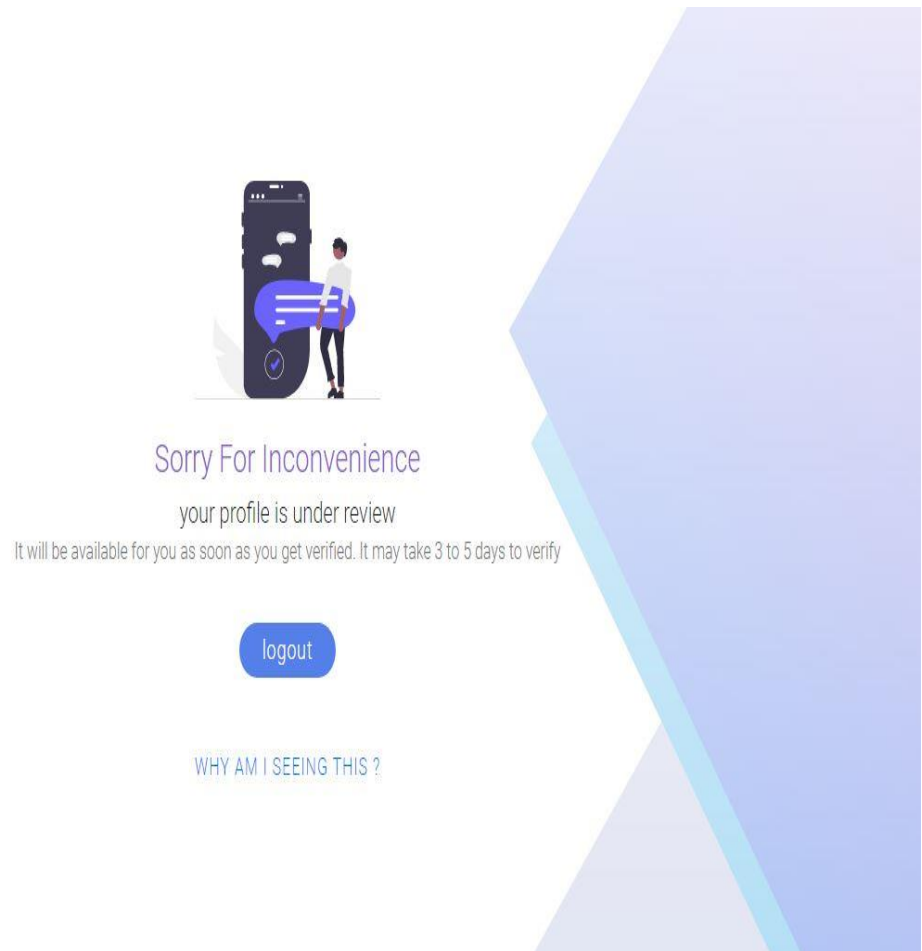 Sorry For Inconvenience
your profile is under review
It will be available for you as soon as you get verified. It may take 3 to 5 days to verify
logout
WHY AM I SEEING THIS ?